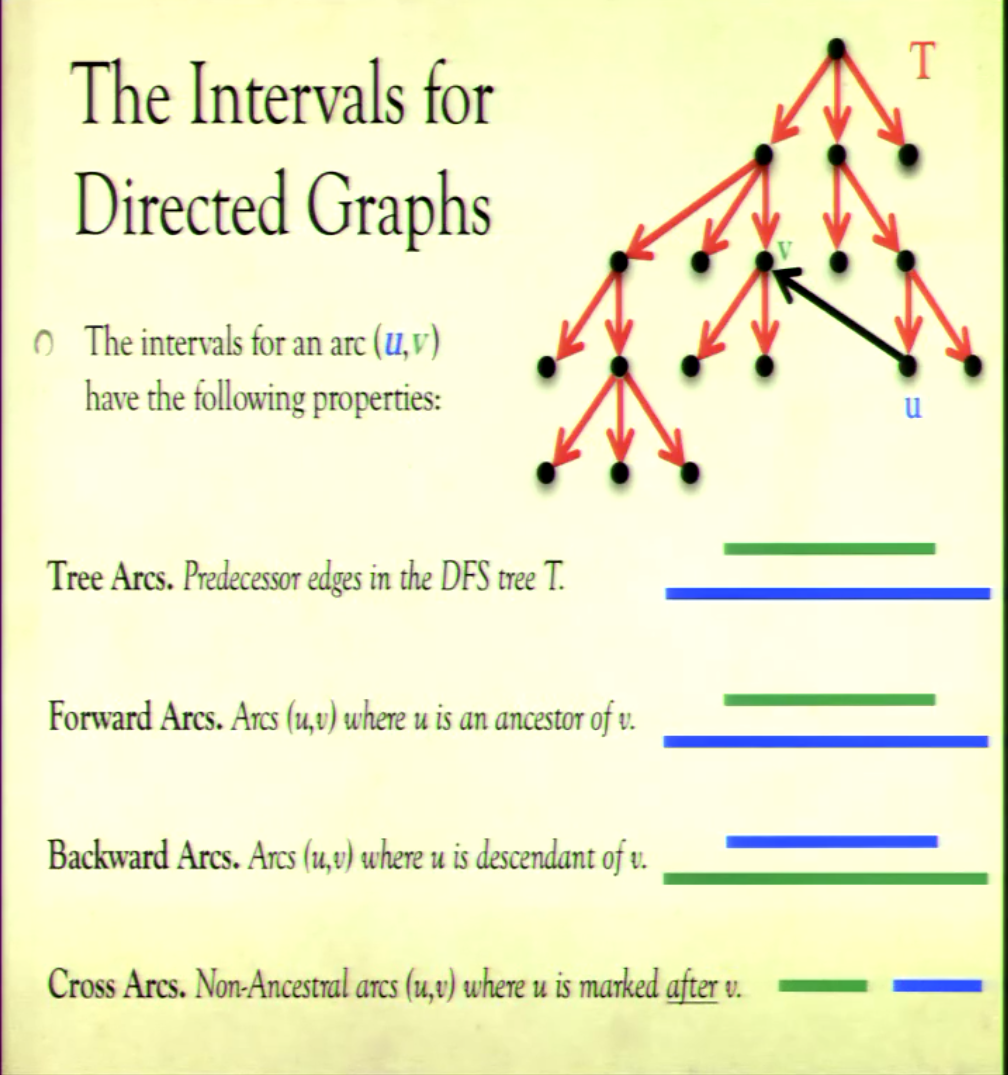 The Intervals for
Directed Graphs
T
v
The intervals for an arc (u,v)
have the following properties:
u
Tree Arcs. Predecessor edges in the DFS tree T.
Forward Arcs. Arcs (u,v) where u is an ancestor of v.
Backward Arcs. Arcs (u,v) where u is descendant of v.
Cross Arcs. Non-Ancestral arcs (u,v) where u is marked after v.